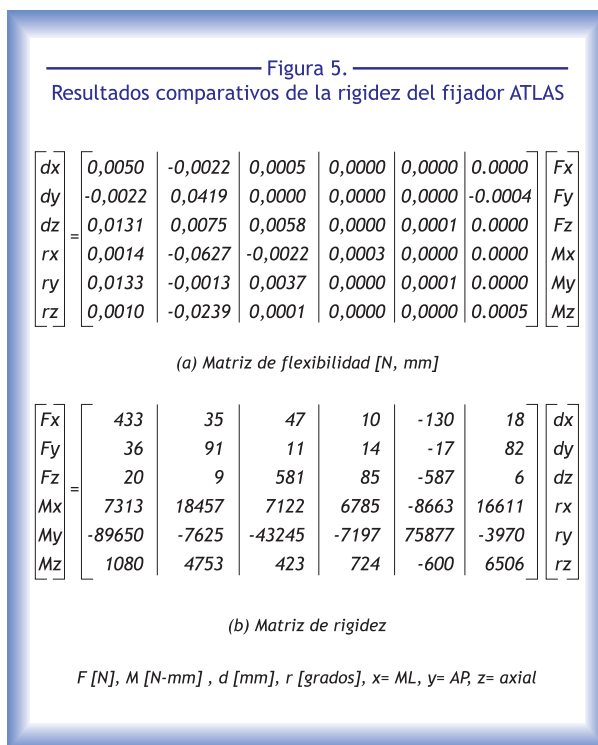 Figura 5.
Resultados comparativos de la rigidez del fijador ATLAS
dx 0,0050 -0,0022 0,0005 0,0000 0,0000 0.0000 Fx
dy -0,0022 0,0419 0,0000 0,0000 0,0000 -0.0004 Fy
dz 0,0131 0,0075 0,0058 0,0000 0,0001 0.0000 Fz
=
rx 0,0014 -0,0627 -0,0022 0,0003 0,0000 0.0000 Mx
ry 0,0133 -0,0013 0,0037 0,0000 0,0001 0.0000 My
rz 0,0010 -0,0239 0,0001 0,0000 0,0000 0.0005 Mz
(a) Matriz de flexibilidad [N, mm]
Fx 433 35 47 10 -130 18 dx
Fy 36 91 11 14 -17 82 dy
Fz 20 9 581 85 -587 6 dz
=
Mx 7313 18457 7122 6785 -8663 16611 rx
My -89650 -7625 -43245 -7197 75877 -3970 ry
Mz 1080 4753 423 724 -600 6506 rz
(b) Matriz de rigidez
F [N], M [N-mm] , d [mm], r [grados], x= ML, y= AP, z= axial